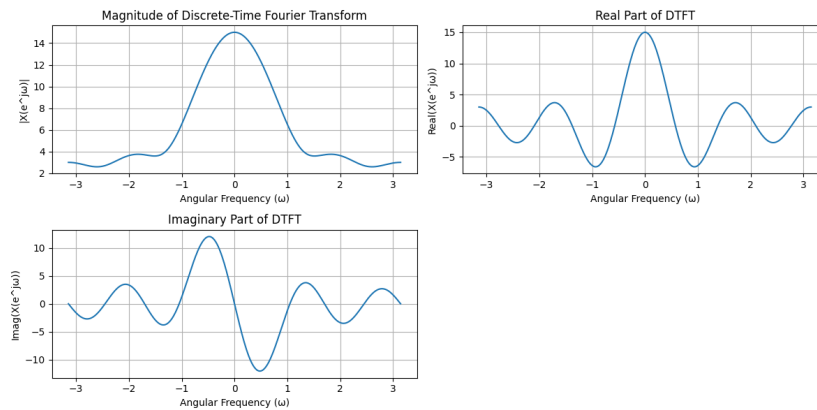 Magnitude of Discrete-Time Fourier Transform
|X(e^jω)|
14
12
10
8
6
4
2
−3 −2 −1 0 1 2 3
Angular Frequency (ω)
Real Part of DTFT
Real(X(e^jω))
15
10
5
0
−5
−3 −2 −1 0 1 2 3
Angular Frequency (ω)
Imaginary Part of DTFT
Imag(X(e^jω))
10
5
0
−5
−10
−3 −2 −1 0 1 2 3
Angular Frequency (ω)